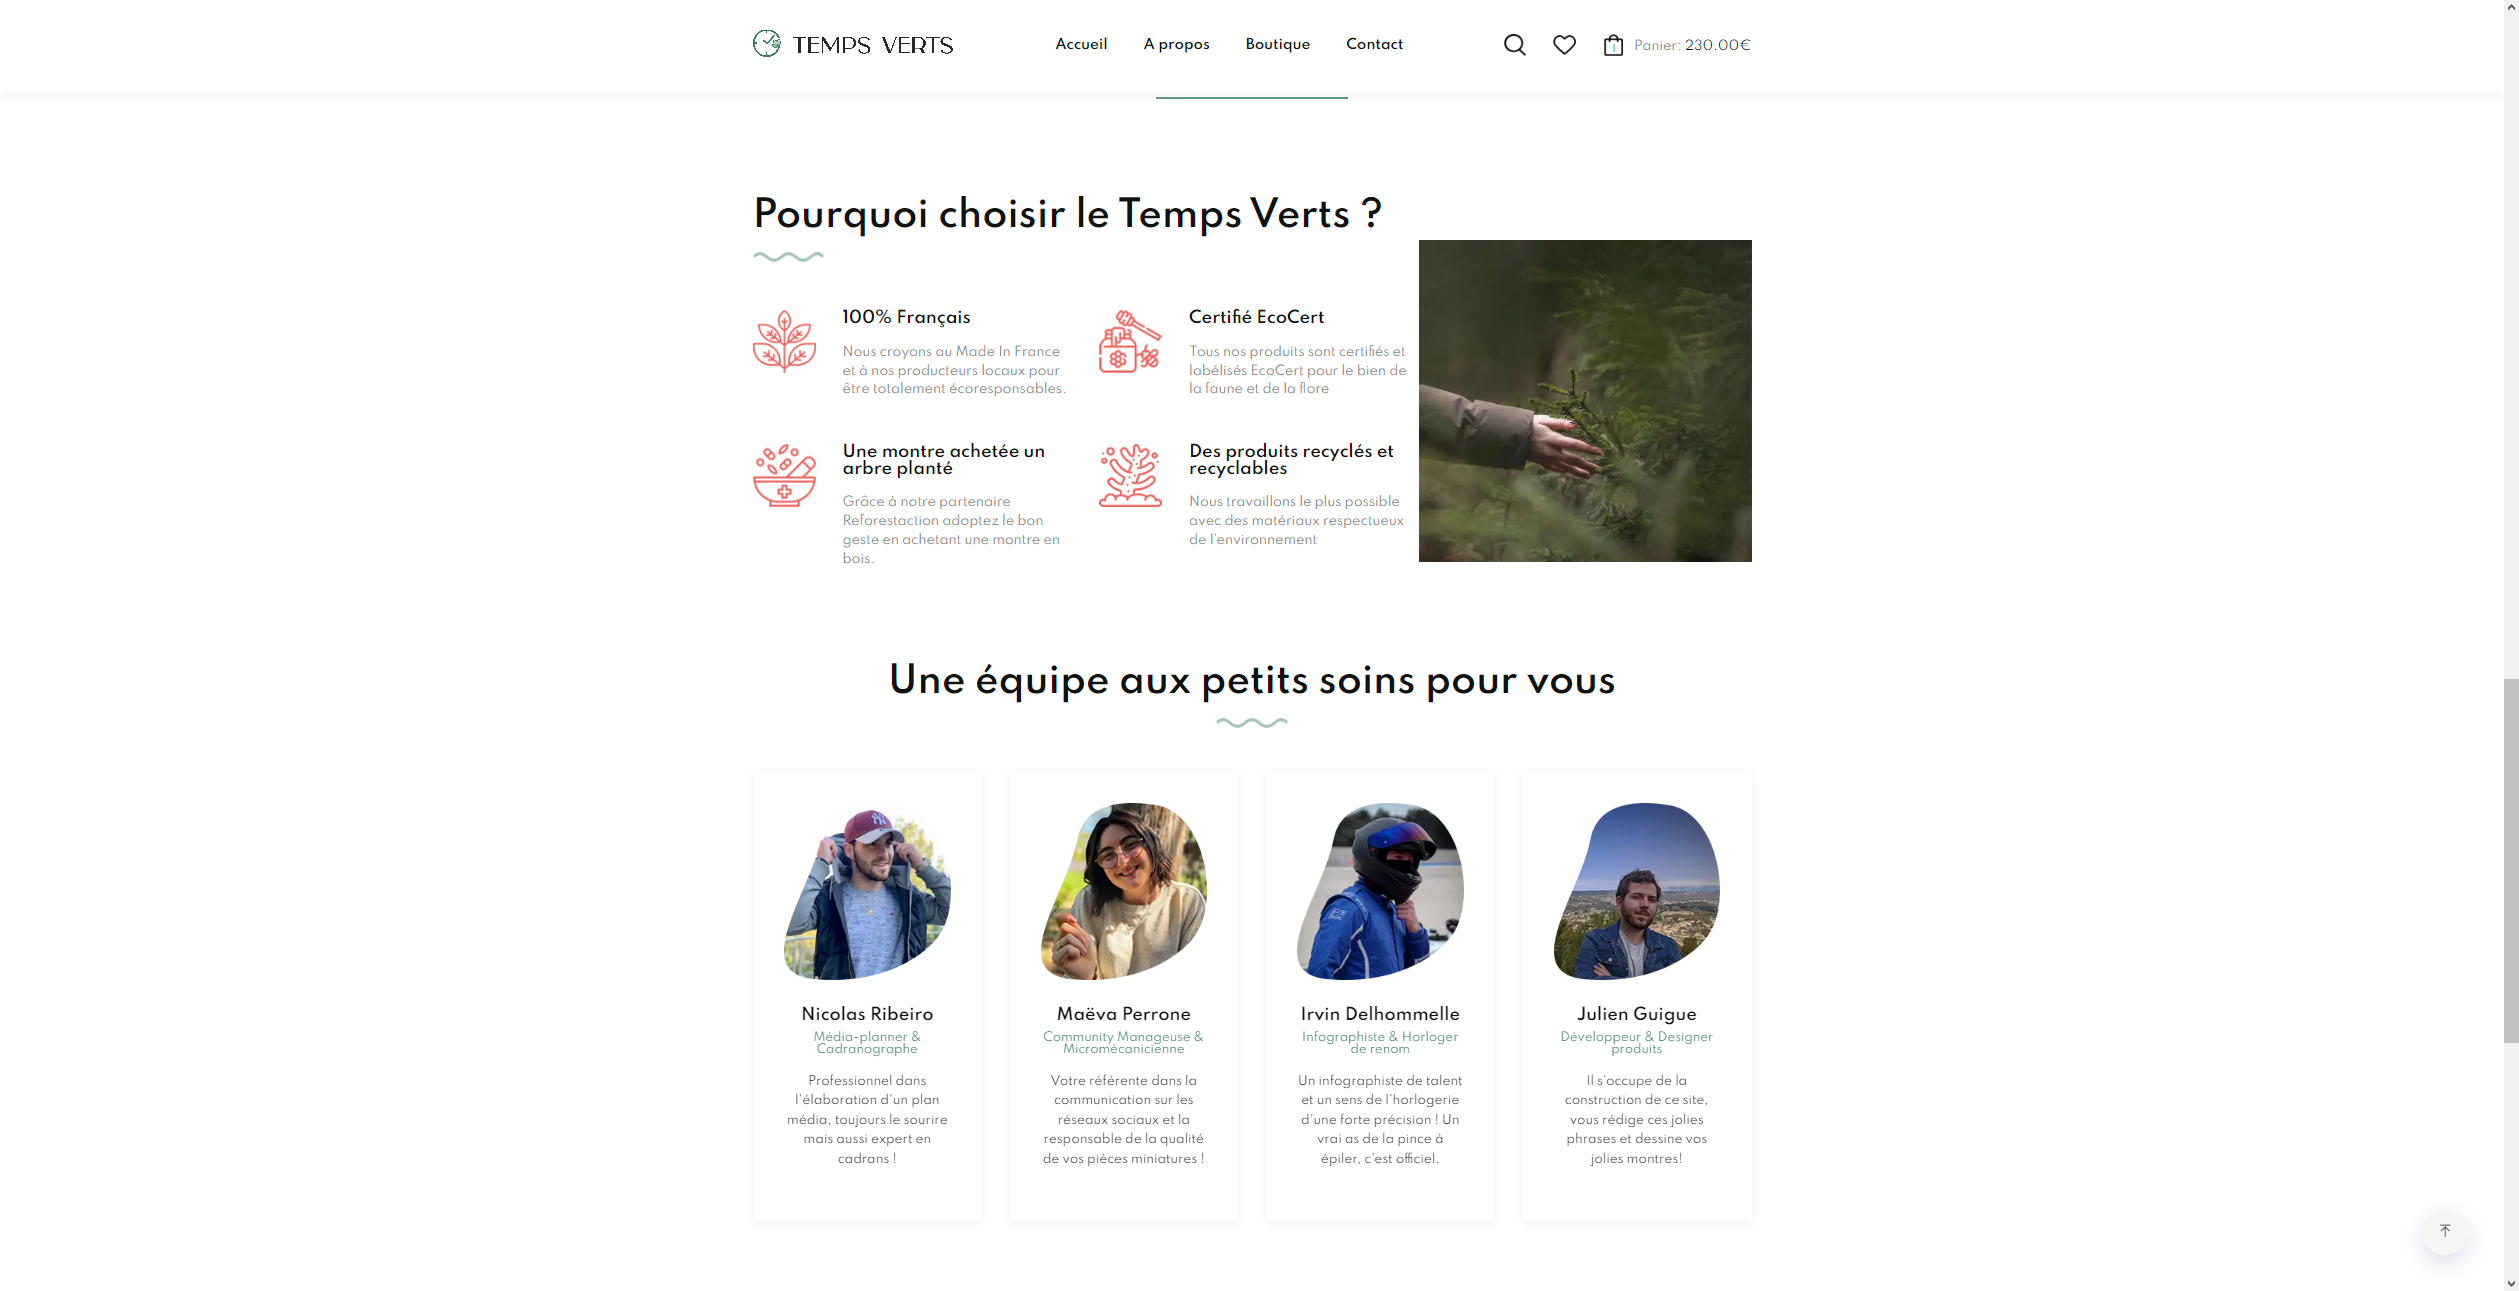 TEMPS VERTS
Accueil
A propos
Boutique
Contact
1
Panier: 230.00€
Pourquoi choisir le Temps Verts ?
100% Français
Nous croyons au Made In France
et à nos producteurs locaux pour
être totalement écoresponsables.
Certifié EcoCert
Tous nos produits sont certifiés et
labélisés EcoCert pour le bien de
la faune et de la flore
Une montre achetée un
arbre planté
Grâce à notre partenaire
Reforestaction adoptez le bon
geste en achetant une montre en
bois.
Des produits recyclés et
recyclables
Nous travaillons le plus possible
avec des matériaux respectueux
de l'environnement
Une équipe aux petits soins pour vous
Nicolas Ribeiro
Média-planner &
Cadranographe
Professionnel dans
l'élaboration d'un plan
média, toujours le sourire
mais aussi expert en
cadrans !
Maëva Perrone
Community Manageuse &
Micromécanicienne
Votre référente dans la
communication sur les
réseaux sociaux et la
responsable de la qualité
de vos pièces miniatures !
Irvin Delhommelle
Infographiste & Horloger
de renom
Un infographiste de talent
et un sens de l'horlogerie
d'une forte précision ! Un
vrai as de la pince à
épiler, c'est officiel.
Julien Guigue
Développeur & Designer
produits
Il s'occupe de la
construction de ce site,
vous rédige ces jolies
phrases et dessine vos
jolies montres!